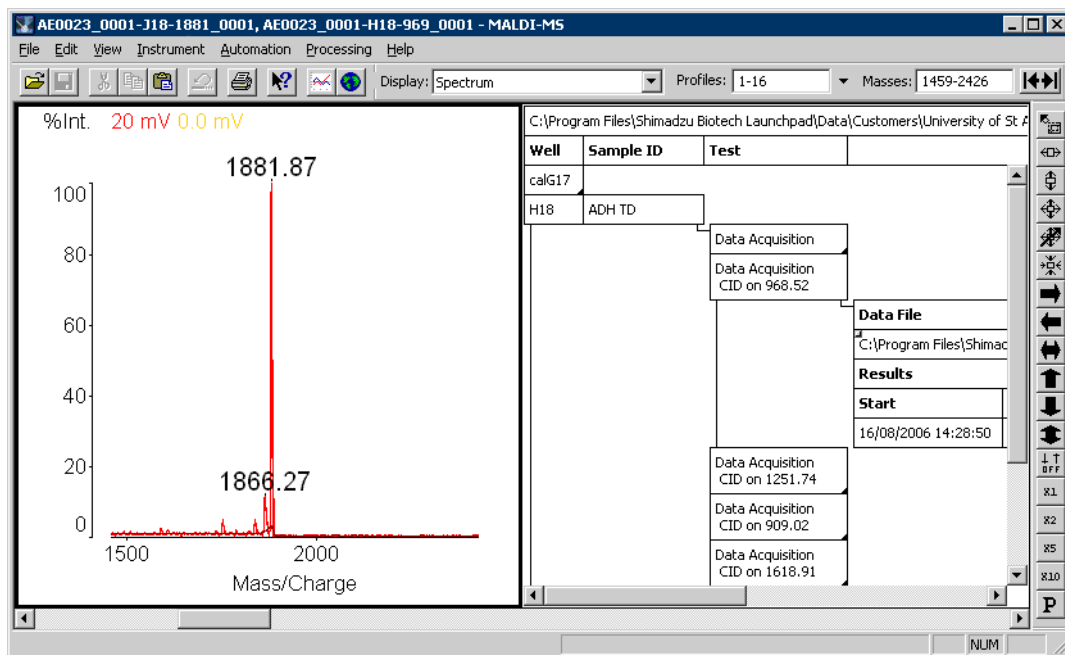 AE0023_0001-J18-1881_0001, AE0023_0001-H18-969_0001 - MALDI-MS
File Edit View Instrument Automation Processing Help
Display: Spectrum Profiles: 1-16 Masses: 1459-2426
%Int. 20 mV 0.0 mV
1881.87
100
80
60
40
20
1866.27
0
1500 2000
Mass/Charge
C:\Program Files\Shimadzu Biotech Launchpad\Data\Customers\University of St A
Well Sample ID Test
calG17
H18 ADH TD
Data Acquisition
Data Acquisition
CID on 968.52
Data File
C:\Program Files\Shimac
Results
Start
16/08/2006 14:28:50
Data Acquisition
CID on 1251.74
Data Acquisition
CID on 909.02
Data Acquisition
CID on 1618.91
OFF
X1
X2
X5
X10
P
NUM